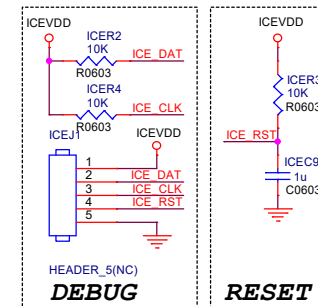 ICEVDD
ICER2
10K
ICE_DAT
R0603
ICER4
10K
ICE_CLK
R0603
ICEJ1
ICEVDD
1
2
ICE_DAT
3
ICE_CLK
4
ICE_RST
5
HEADER_5(NC)
DEBUG
ICEVDD
ICER3
10K
R0603
ICE_RST
ICEC9
1u
C0603
RESET